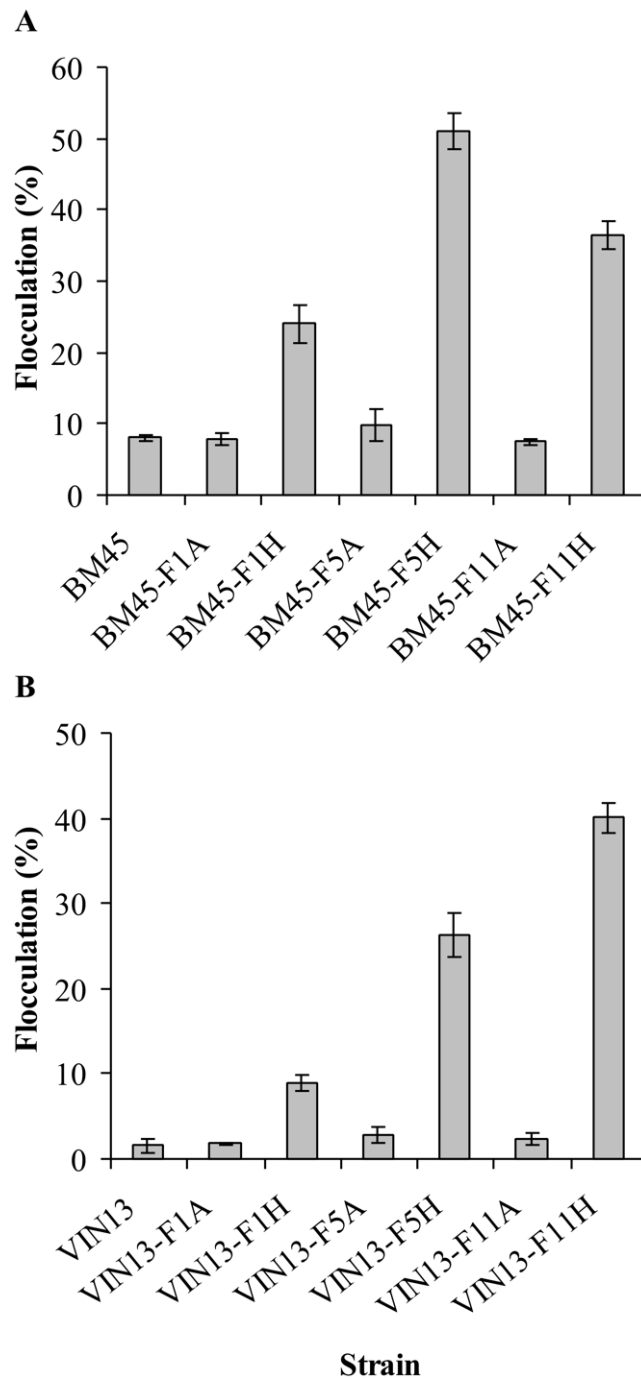 A
Flocculation (%)
60
50
40
30
20
10
0
BM45
BM45-F1A
BM45-F1H
BM45-F5A
BM45-F5H
BM45-F11A
BM45-F11H
B
Flocculation (%)
50
40
30
20
10
0
VIN13
VIN13-F1A
VIN13-F1H
VIN13-F5A
VIN13-F5H
VIN13-F11A
VIN13-F11H
Strain